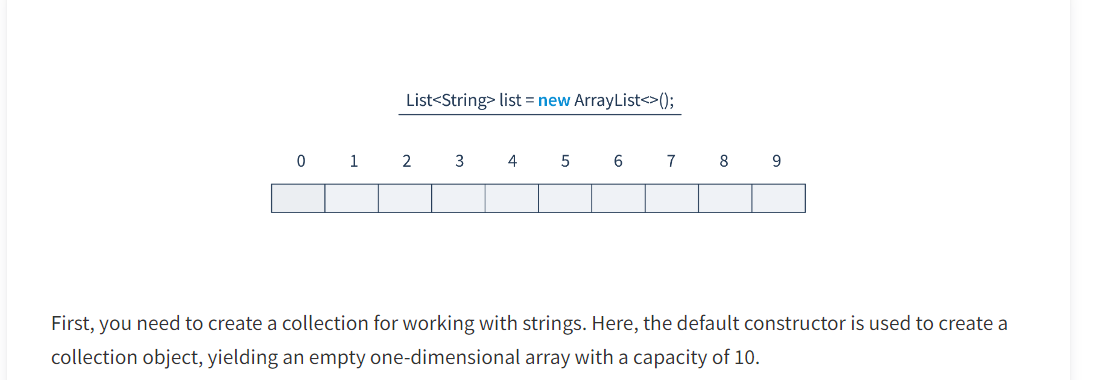 List<String> list = new ArrayList<>();
0 1 2 3 4 5 6 7 8 9
First, you need to create a collection for working with strings. Here, the default constructor is used to create a
collection object, yielding an empty one-dimensional array with a capacity of 10.